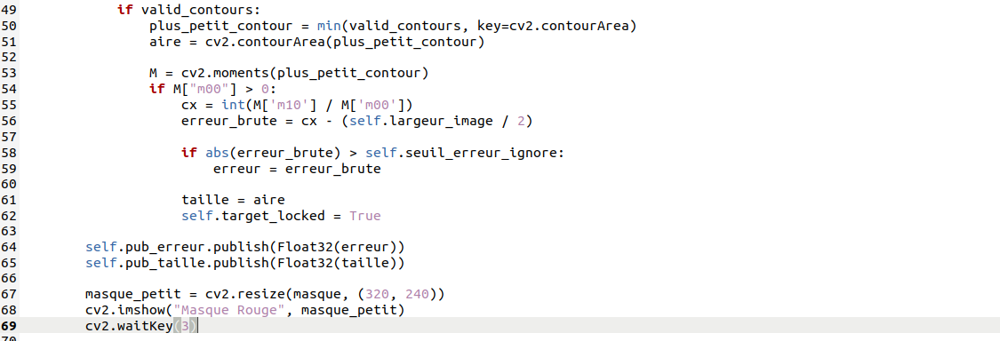 49 if valid_contours:
50 plus_petit_contour = min(valid_contours, key=cv2.contourArea)
51 aire = cv2.contourArea(plus_petit_contour)
52
53 M = cv2.moments(plus_petit_contour)
54 if M["m00"] > 0:
55 cx = int(M['m10'] / M['m00'])
56 erreur_brute = cx - (self.largeur_image / 2)
57
58 if abs(erreur_brute) > self.seuil_erreur_ignore:
59 erreur = erreur_brute
60
61 taille = aire
62 self.target_locked = True
63
64 self.pub_erreur.publish(Float32(erreur))
65 self.pub_taille.publish(Float32(taille))
66
67 masque_petit = cv2.resize(masque, (320, 240))
68 cv2.imshow("Masque Rouge", masque_petit)
69 cv2.waitKey(3)
70